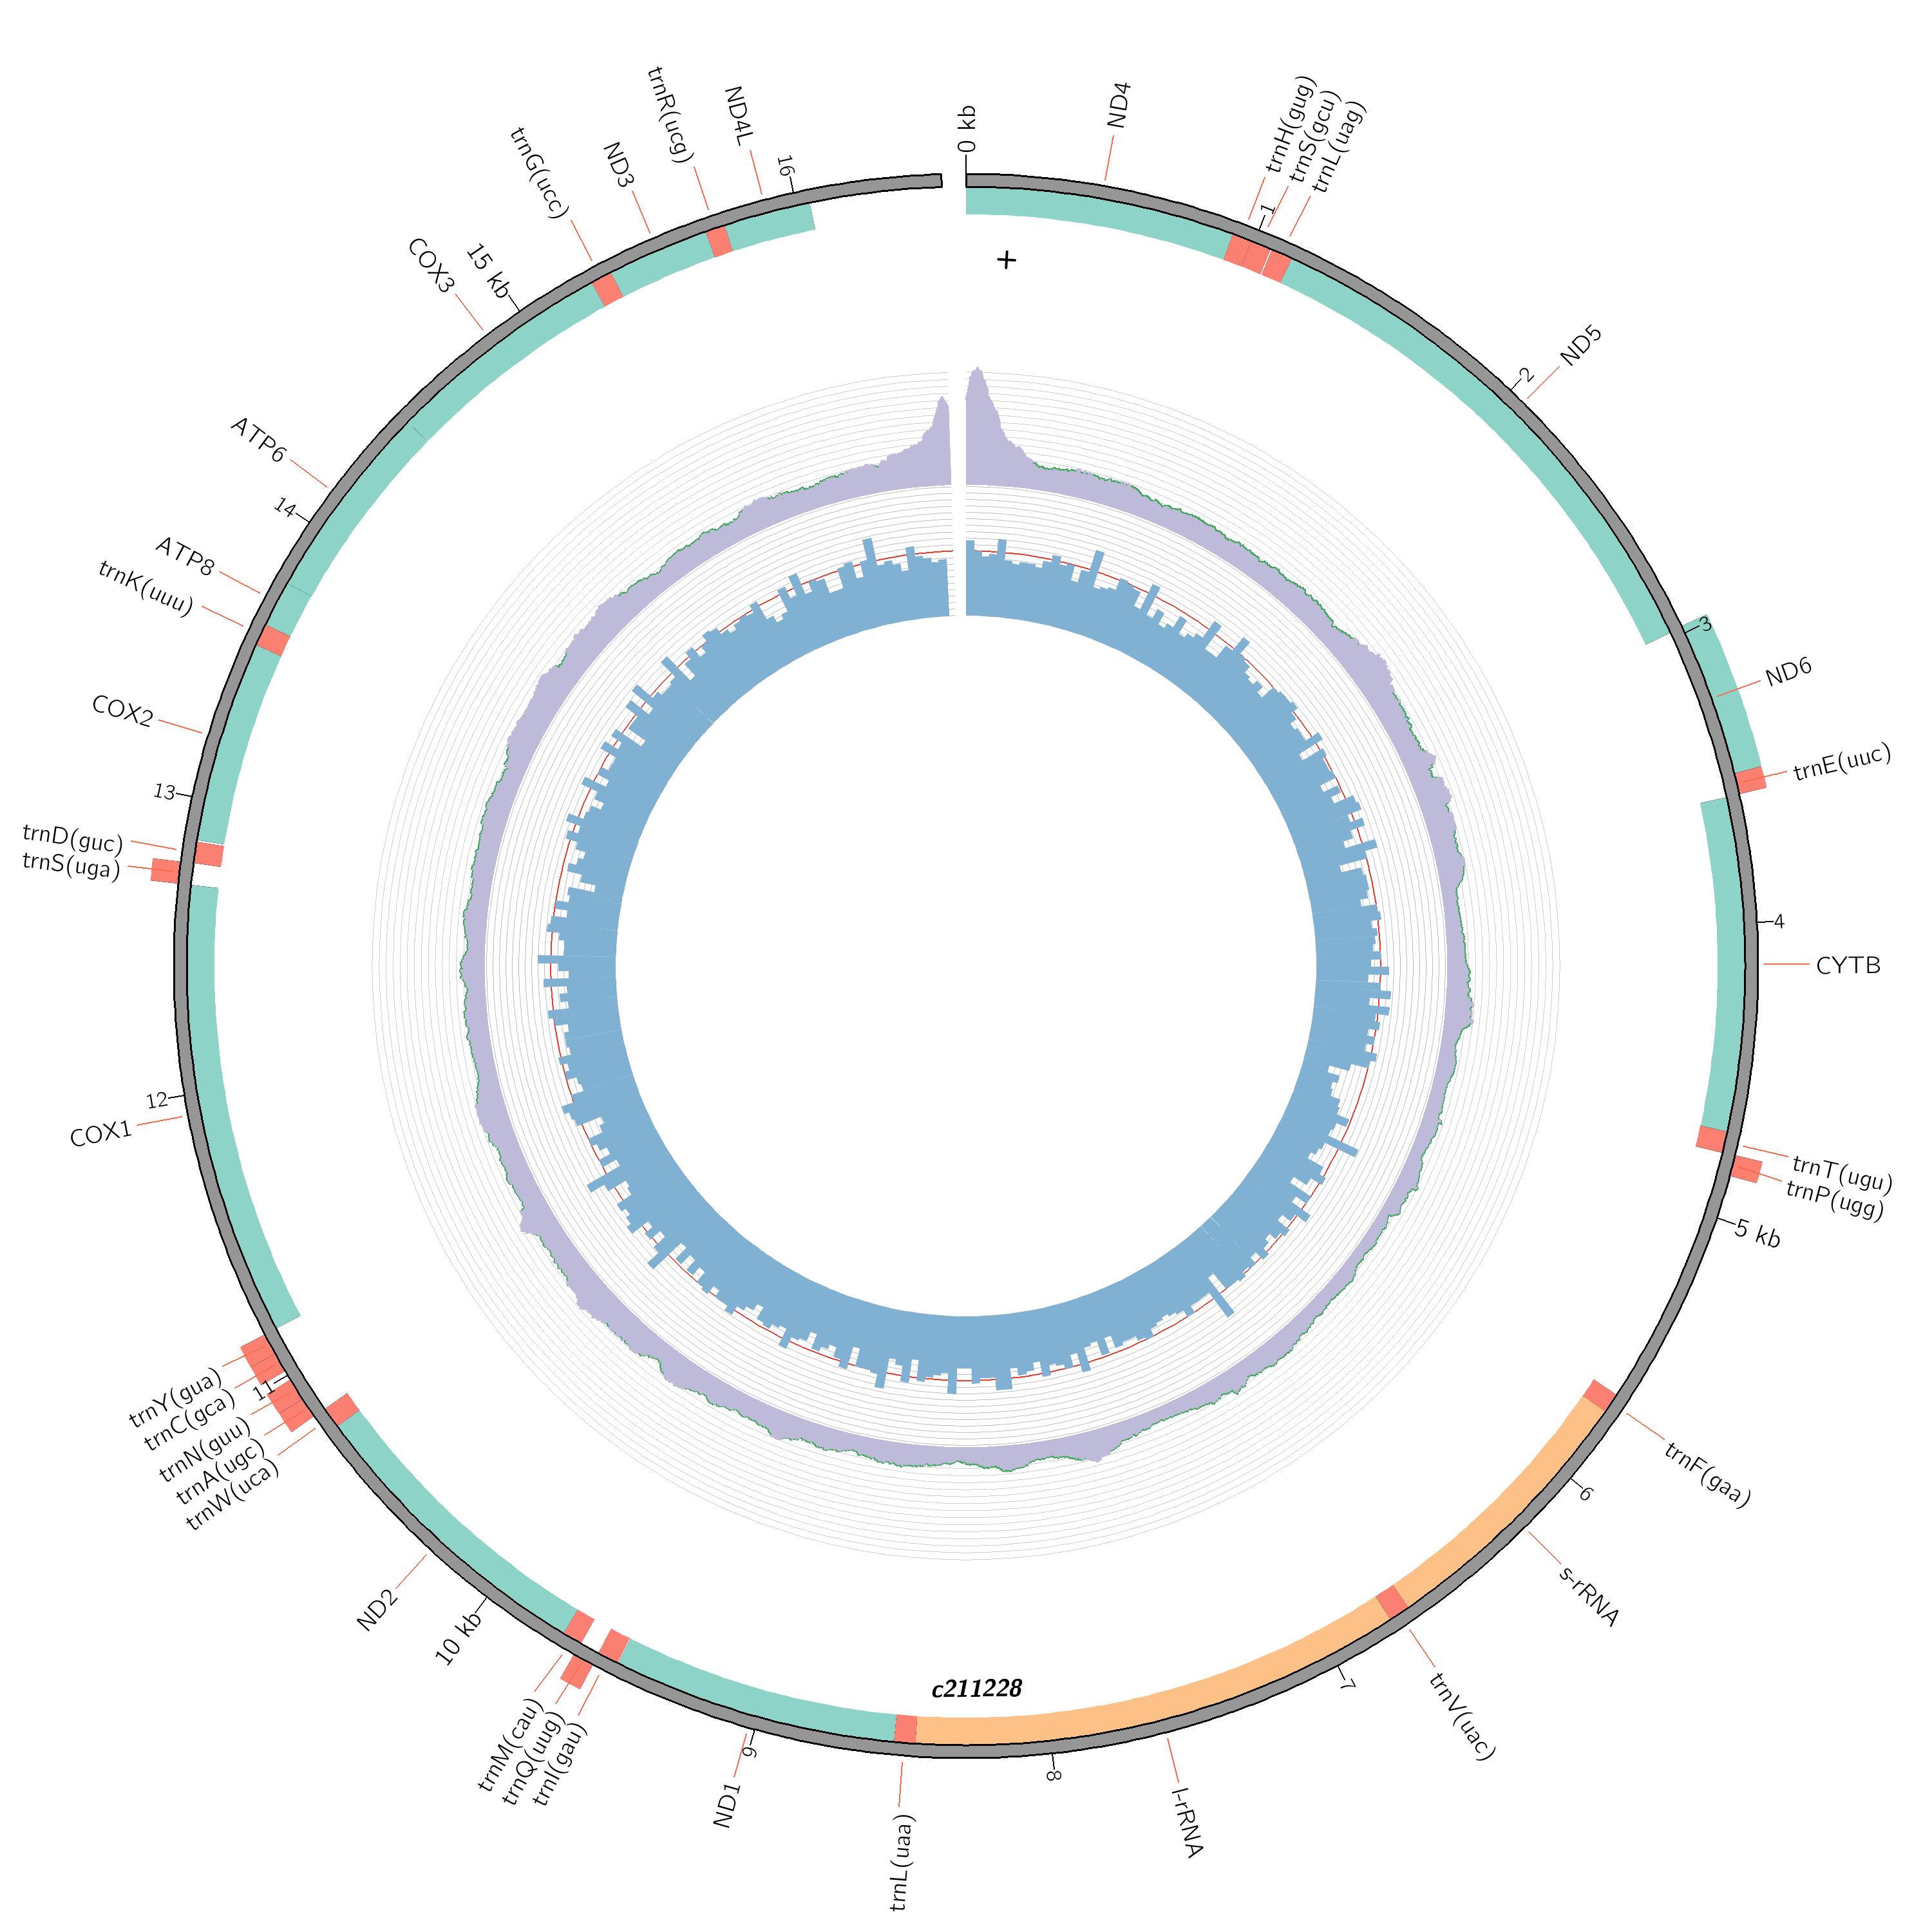 0 kb
ND4
trnH(gug)
trnS(gcu)
trnL(uag)
1
+
2
ND5
3
ND6
trnE(uuc)
4
CYTB
trnT(ugu)
trnP(ugg)
5 kb
trnF(gaa)
6
s-rRNA
trnV(uac)
7
l-rRNA
8
c211228
trnL(uaa)
9
ND1
trnI(gau)
trnQ(uug)
trnM(cau)
10 kb
ND2
trnW(uca)
trnA(ugc)
trnN(guu)
11
trnC(gca)
trnY(gua)
COX1
12
trnS(uga)
trnD(guc)
13
COX2
trnK(uuu)
ATP8
14
ATP6
COX3
15 kb
trnG(ucc)
ND3
trnR(ucg)
ND4L
16